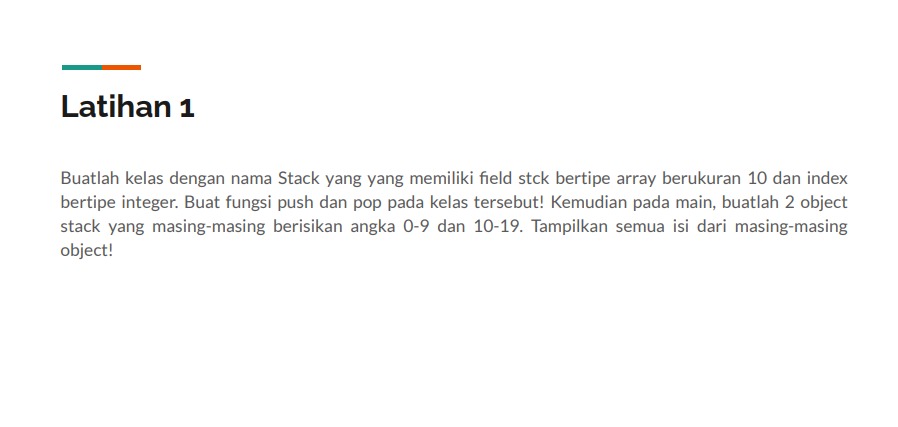 Latihan 1
Buatlah kelas dengan nama Stack yang yang memiliki field stck bertipe array berukuran 10 dan index
bertipe integer. Buat fungsi push dan pop pada kelas tersebut! Kemudian pada main, buatlah 2 object
stack yang masing-masing berisikan angka 0-9 dan 10-19. Tampilkan semua isi dari masing-masing
object!